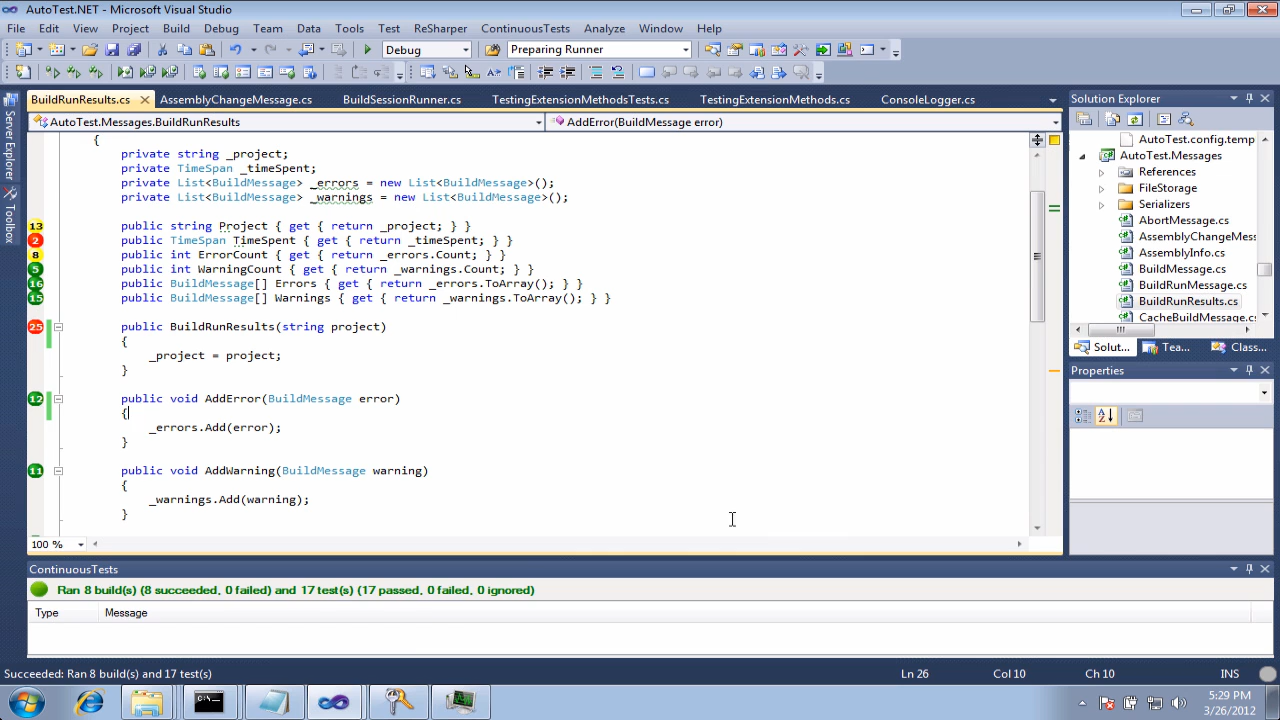 AutoTest.NET - Microsoft Visual Studio
File Edit View Project Build Debug Team Data Tools Test ReSharper ContinuousTests Analyze Window Help
Debug Preparing Runner
BuildRunResults.cs AssemblyChangeMessage.cs BuildSessionRunner.cs TestingExtensionMethodsTests.cs TestingExtensionMethods.cs ConsoleLogger.cs
AutoTest.Messages.BuildRunResults AddError(BuildMessage error)
Server Explorer
Toolbox
{
private string _project;
private TimeSpan _timeSpent;
private List<BuildMessage> _errors = new List<BuildMessage>();
private List<BuildMessage> _warnings = new List<BuildMessage>();
13 public string Project { get { return _project; } }
2 public TimeSpan TimeSpent { get { return _timeSpent; } }
8 public int ErrorCount { get { return _errors.Count; } }
5 public int WarningCount { get { return _warnings.Count; } }
16 public BuildMessage[] Errors { get { return _errors.ToArray(); } }
15 public BuildMessage[] Warnings { get { return _warnings.ToArray(); } }
25 public BuildRunResults(string project)
{
_project = project;
}
12 public void AddError(BuildMessage error)
{
_errors.Add(error);
}
11 public void AddWarning(BuildMessage warning)
{
_warnings.Add(warning);
}
100 %
Solution Explorer
AutoTest.config.temp
AutoTest.Messages
References
FileStorage
Serializers
AbortMessage.cs
AssemblyChangeMess
AssemblyInfo.cs
BuildMessage.cs
BuildRunMessage.cs
BuildRunResults.cs
CacheBuildMessage.cs
Solut... Tea... Class...
Properties
ContinuousTests
Ran 8 build(s) (8 succeeded, 0 failed) and 17 test(s) (17 passed, 0 failed, 0 ignored)
Type Message
Succeeded: Ran 8 build(s) and 17 test(s) Ln 26 Col 10 Ch 10 INS
5:29 PM
3/26/2012